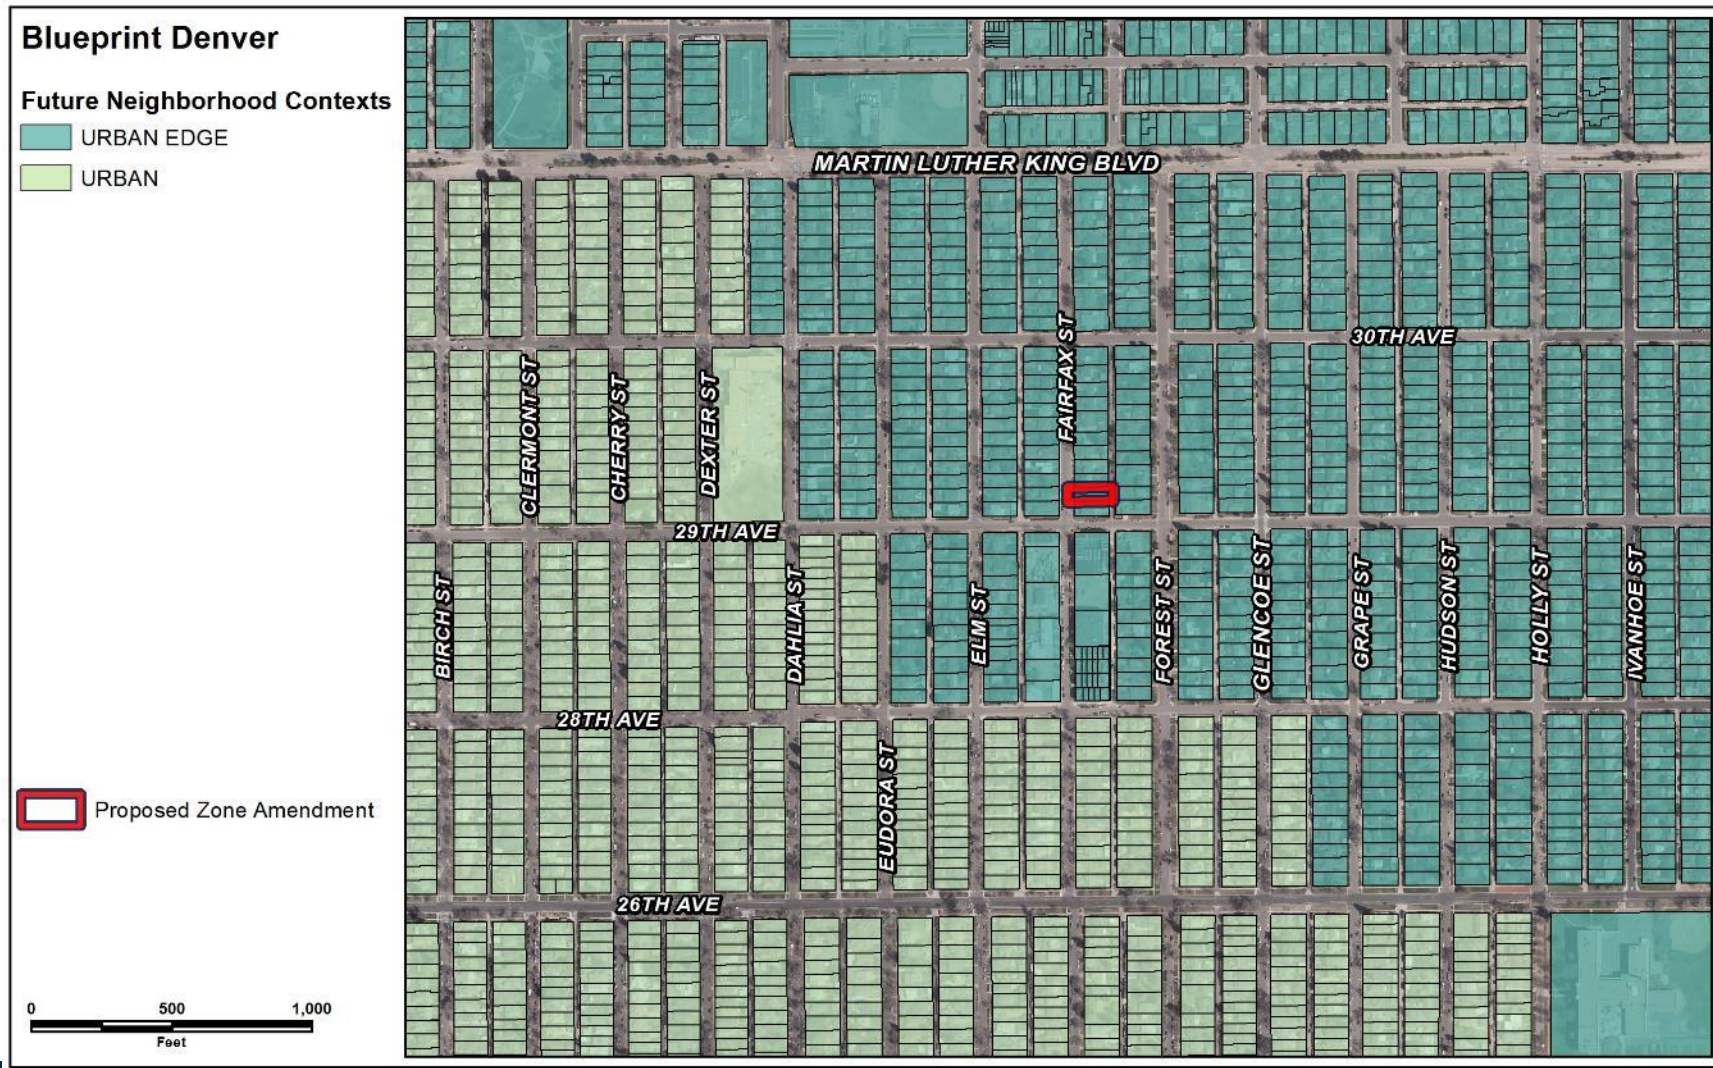 Blueprint Denver
Future Neighborhood Contexts
URBAN EDGE
URBAN
Proposed Zone Amendment
0 500 1,000
Feet
MARTIN LUTHER KING BLVD
30TH AVE
FAIRFAX ST
CLERMONT ST
CHERRY ST
DEXTER ST
29TH AVE
BIRCH ST
DAHLIA ST
ELM ST
FOREST ST
GLENCOE ST
GRAPE ST
HUDSON ST
HOLLY ST
IVANHOE ST
28TH AVE
EUDORA ST
26TH AVE